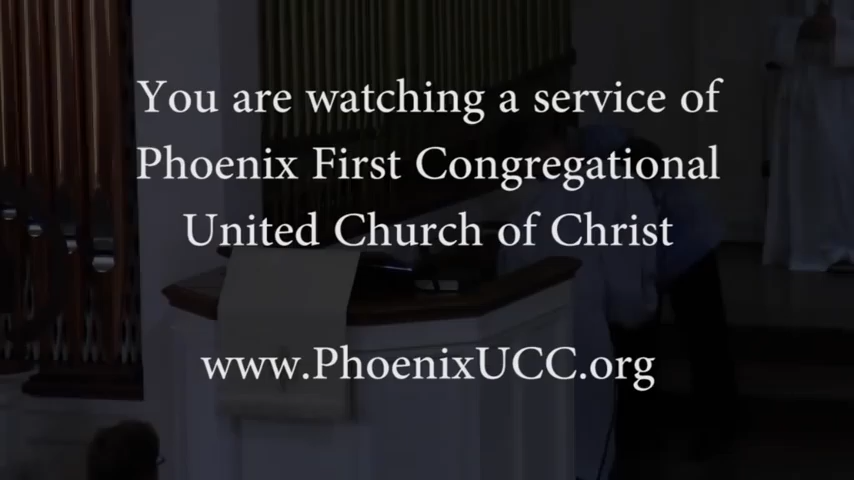 You are watching a service of
Phoenix First Congregational
United Church of Christ
www.PhoenixUCC.org